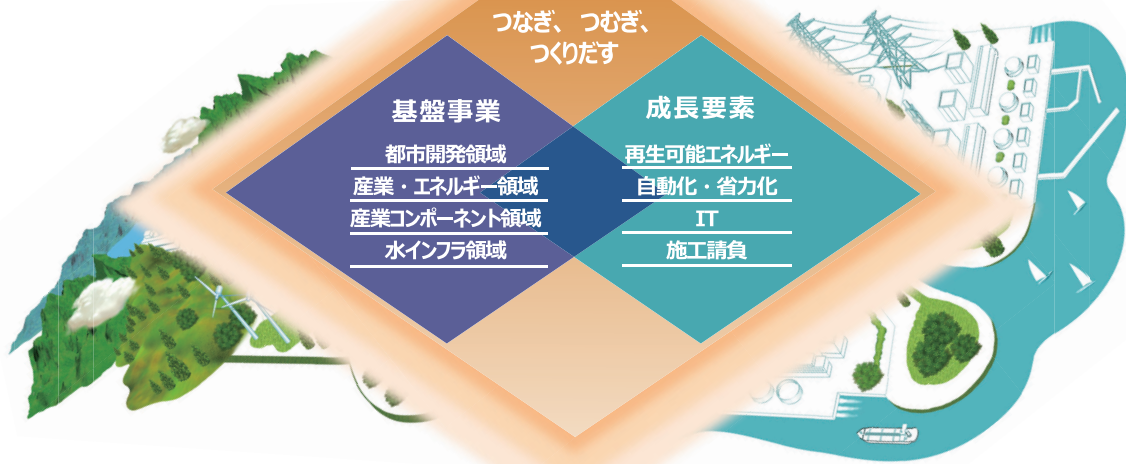 つなぎ、つむぎ、
つくりだす
基盤事業
都市開発領域
産業・エネルギー領域
産業コンポーネント領域
水インフラ領域
成長要素
再生可能エネルギー
自動化・省力化
IT
施工請負